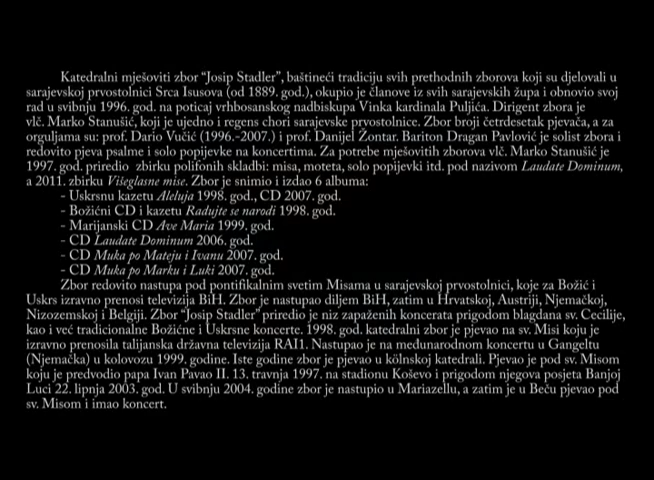 Katedralni mješoviti zbor “Josip Stadler”, baštineći tradiciju svih prethodnih zborova koji su djelovali u
sarajevskoj prvostolnici Srca Isusova (od 1889. god.), okupio je članove iz svih sarajevskih župa i obnovio svoj
rad u svibnju 1996. god. na poticaj vrhbosanskog nadbiskupa Vinka kardinala Puljića. Dirigent zbora je
vlč. Marko Stanušić, koji je ujedno i regens chori sarajevske prvostolnice. Zbor broji četrdesetak pjevača, a za
orguljama su: prof. Dario Vučić (1996.-2007.) i prof. Danijel Žontar. Bariton Dragan Pavlović je solist zbora i
redovito pjeva psalme i solo popijevke na koncertima. Za potrebe mješovitih zborova vlč. Marko Stanušić je
1997. god. priredio zbirku polifonih skladbi: misa, moteta, solo popijevki itd. pod nazivom Laudate Dominum,
a 2011. zbirku Višeglasne mise. Zbor je snimio i izdao 6 albuma:
- Uskrsnu kazetu Aleluja 1998. god., CD 2007. god.
- Božićni CD i kazetu Radujte se narodi 1998. god.
- Marijanski CD Ave Maria 1999. god.
- CD Laudate Dominum 2006. god.
- CD Muka po Mateju i Ivanu 2007. god.
- CD Muka po Marku i Luki 2007. god.
Zbor redovito nastupa pod pontifikalnim svetim Misama u sarajevskoj prvostolnici, koje za Božić i
Uskrs izravno prenosi televizija BiH. Zbor je nastupao diljem BiH, zatim u Hrvatskoj, Austriji, Njemačkoj,
Nizozemskoj i Belgiji. Zbor “Josip Stadler” priredio je niz zapaženih koncerata prigodom blagdana sv. Cecilije,
kao i već tradicionalne Božićne i Uskrsne koncerte. 1998. god. katedralni zbor je pjevao na sv. Misi koju je
izravno prenosila talijanska državna televizija RAI1. Nastupao je na međunarodnom koncertu u Gangeltu
(Njemačka) u kolovozu 1999. godine. Iste godine zbor je pjevao u kölnskoj katedrali. Pjevao je pod sv. Misom
koju je predvodio papa Ivan Pavao II. 13. travnja 1997. na stadionu Koševo i prigodom njegova posjeta Banjoj
Luci 22. lipnja 2003. god. U svibnju 2004. godine zbor je nastupio u Mariazellu, a zatim je u Beču pjevao pod
sv. Misom i imao koncert.